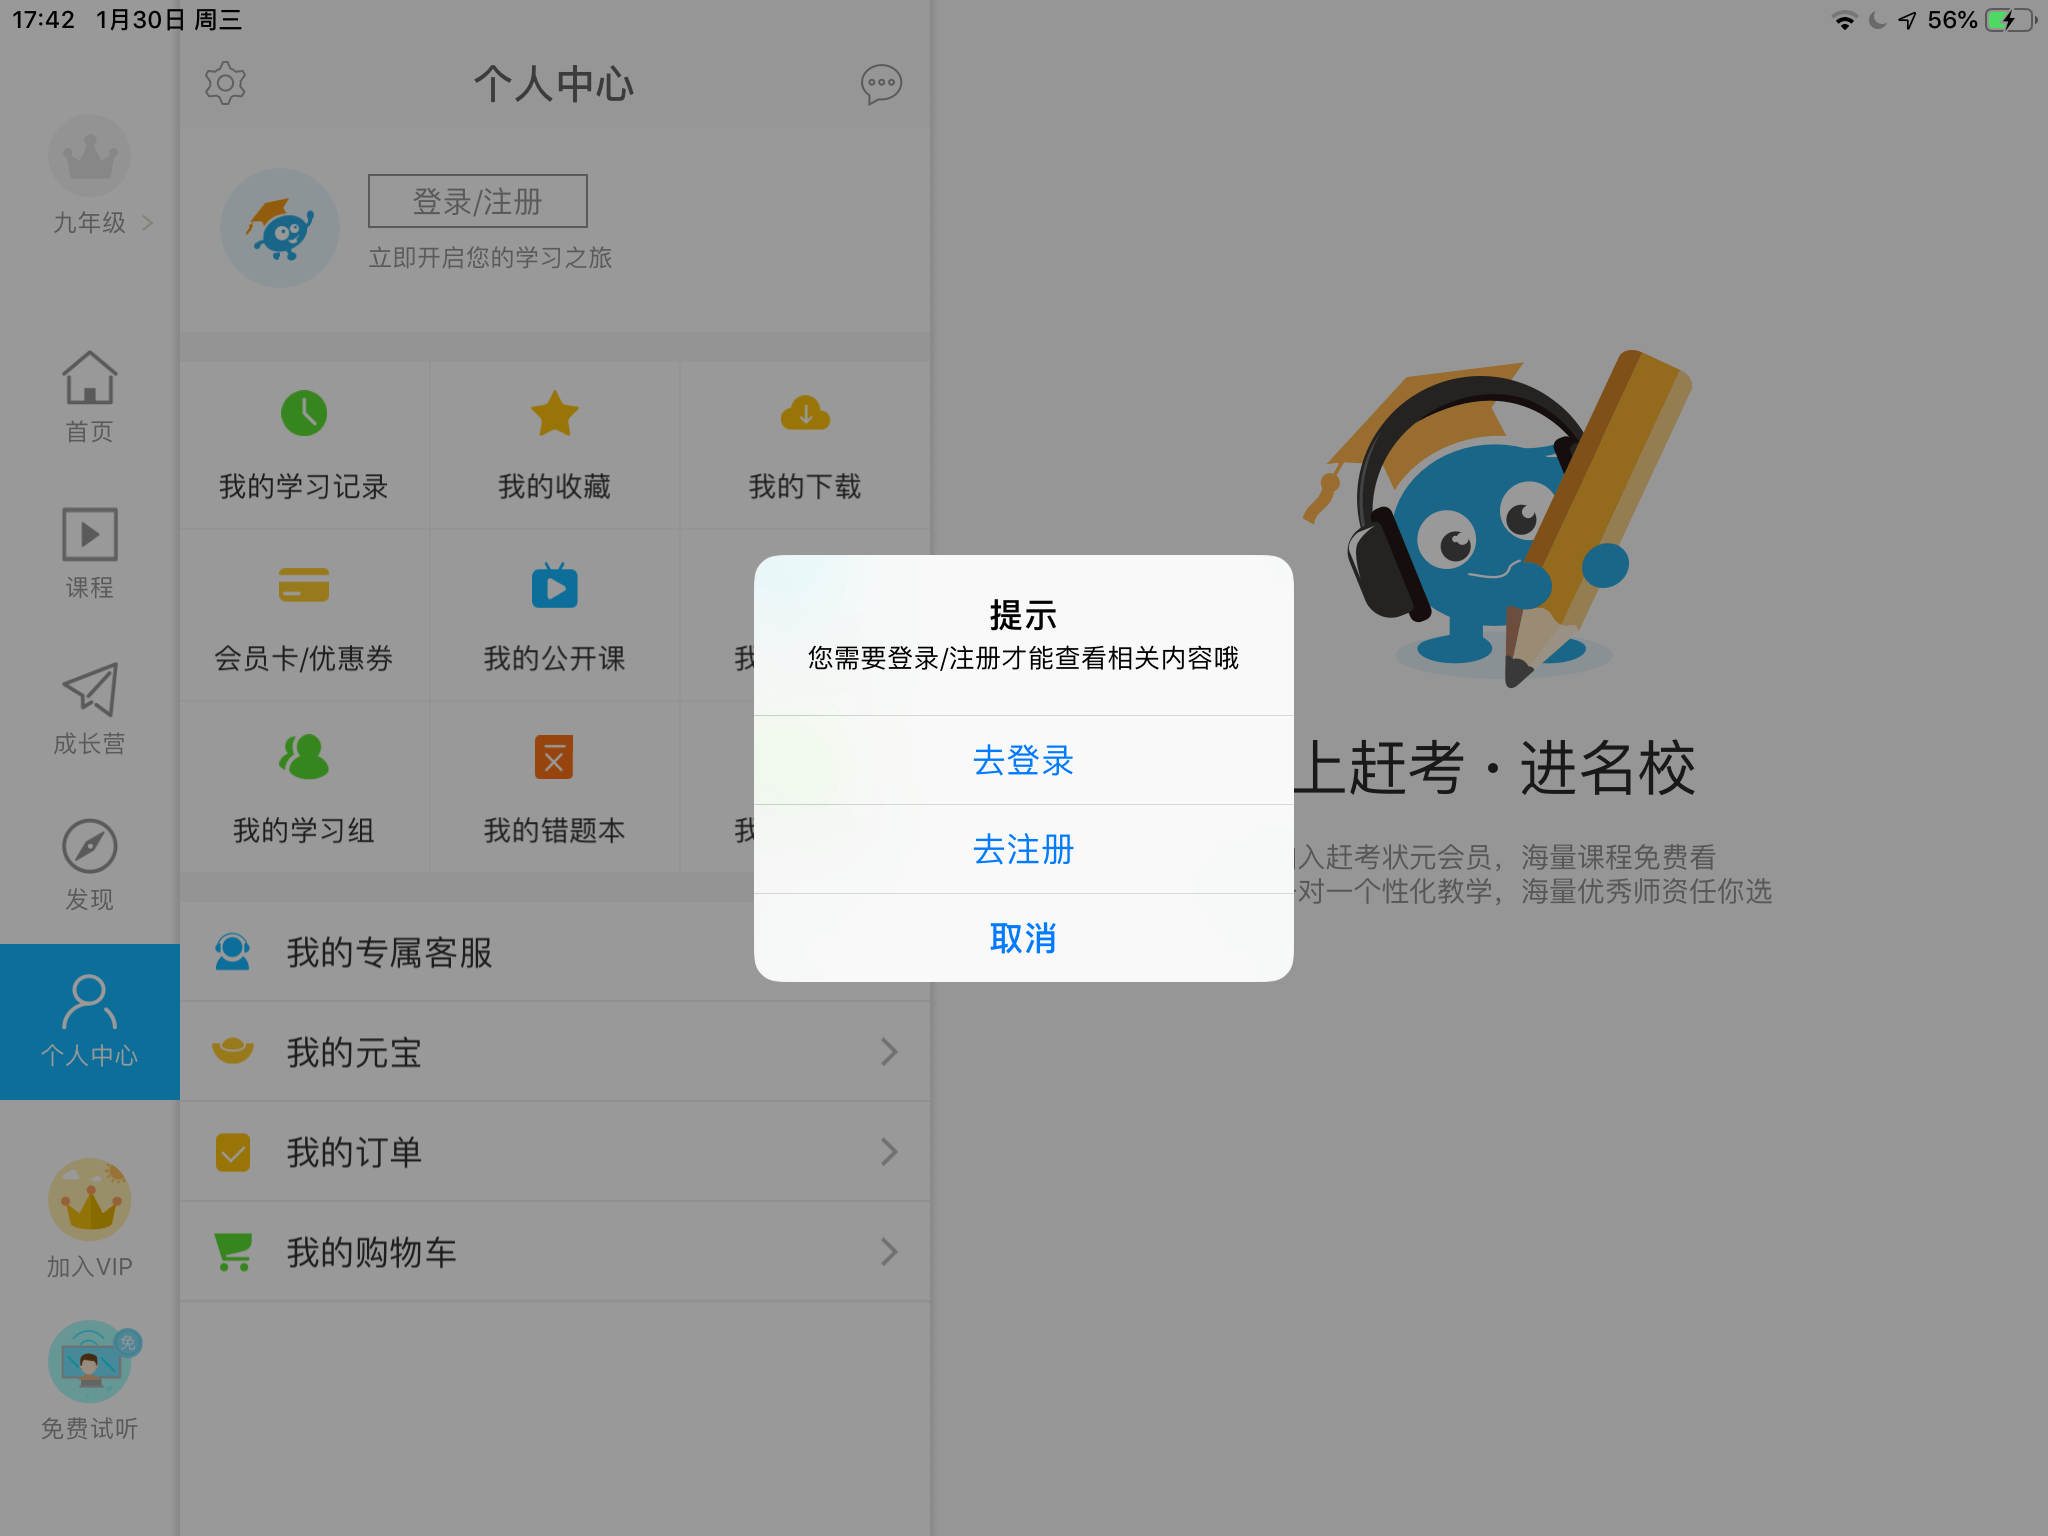 17:42 1月30日 周三
56%
九年级
首页
课程
成长营
发现
个人中心
加入VIP
免
免费试听
个人中心
登录/注册
立即开启您的学习之旅
我的学习记录
我的收藏
我的下载
会员卡/优惠券
我的公开课
我
我的学习组
我的错题本
我
我的专属客服
我的元宝
我的订单
我的购物车
提示
您需要登录/注册才能查看相关内容哦
去登录
去注册
取消
上赶考·进名校
入赶考状元会员，海量课程免费看
对一个性化教学，海量优秀师资任你选